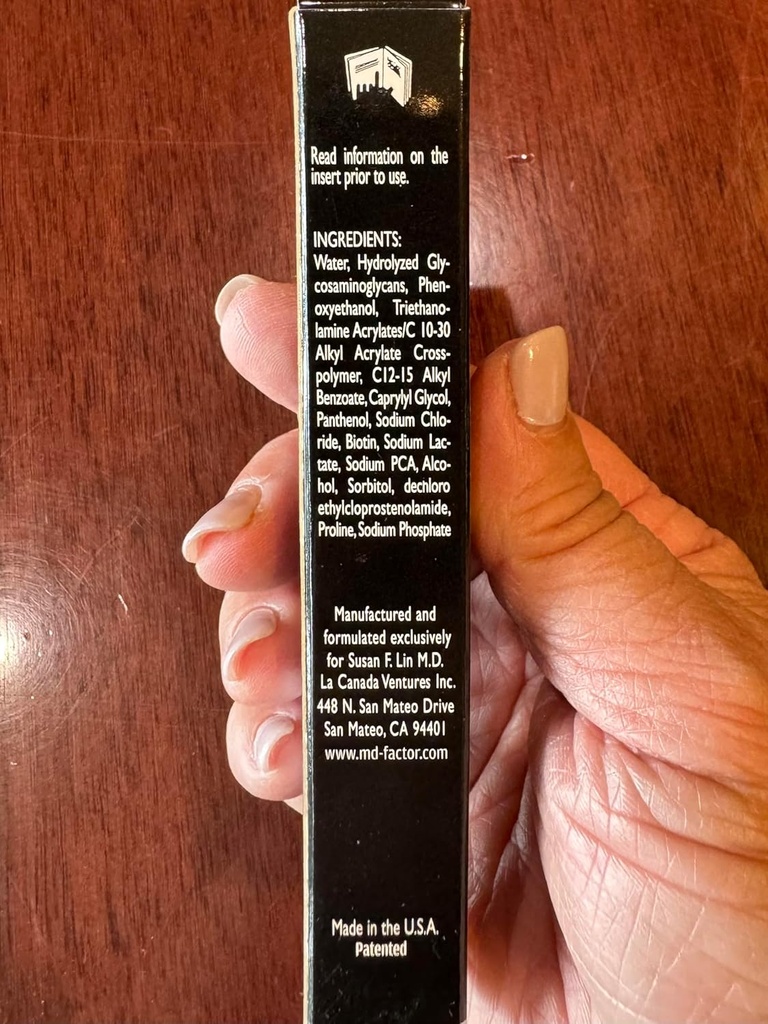 Read information on the
insert prior to use.
INGREDIENTS:
Water, Hydrolyzed Gly-
cosaminoglycans, Phen-
oxyethanol, Triethano-
lamine Acrylates/C 10-30
Alkyl Acrylate Cross-
polymer, C12-15 Alkyl
Benzoate, Caprylyl Glycol,
Panthenol, Sodium Chlo-
ride, Biotin, Sodium Lac-
tate, Sodium PCA, Alco-
hol, Sorbitol, dechloro
ethylcloprostenolamide,
Proline, Sodium Phosphate
Manufactured and
formulated exclusively
for Susan F. Lin M.D.
La Canada Ventures Inc.
448 N. San Mateo Drive
San Mateo, CA 94401
www.md-factor.com
Made in the U.S.A.
Patented